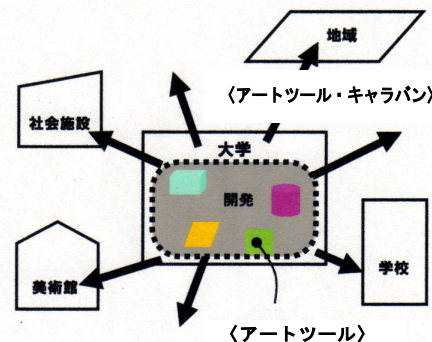 地域
〈アートツール・キャラバン〉
社会施設
大学
開発
美術館
学校
〈アートツール〉